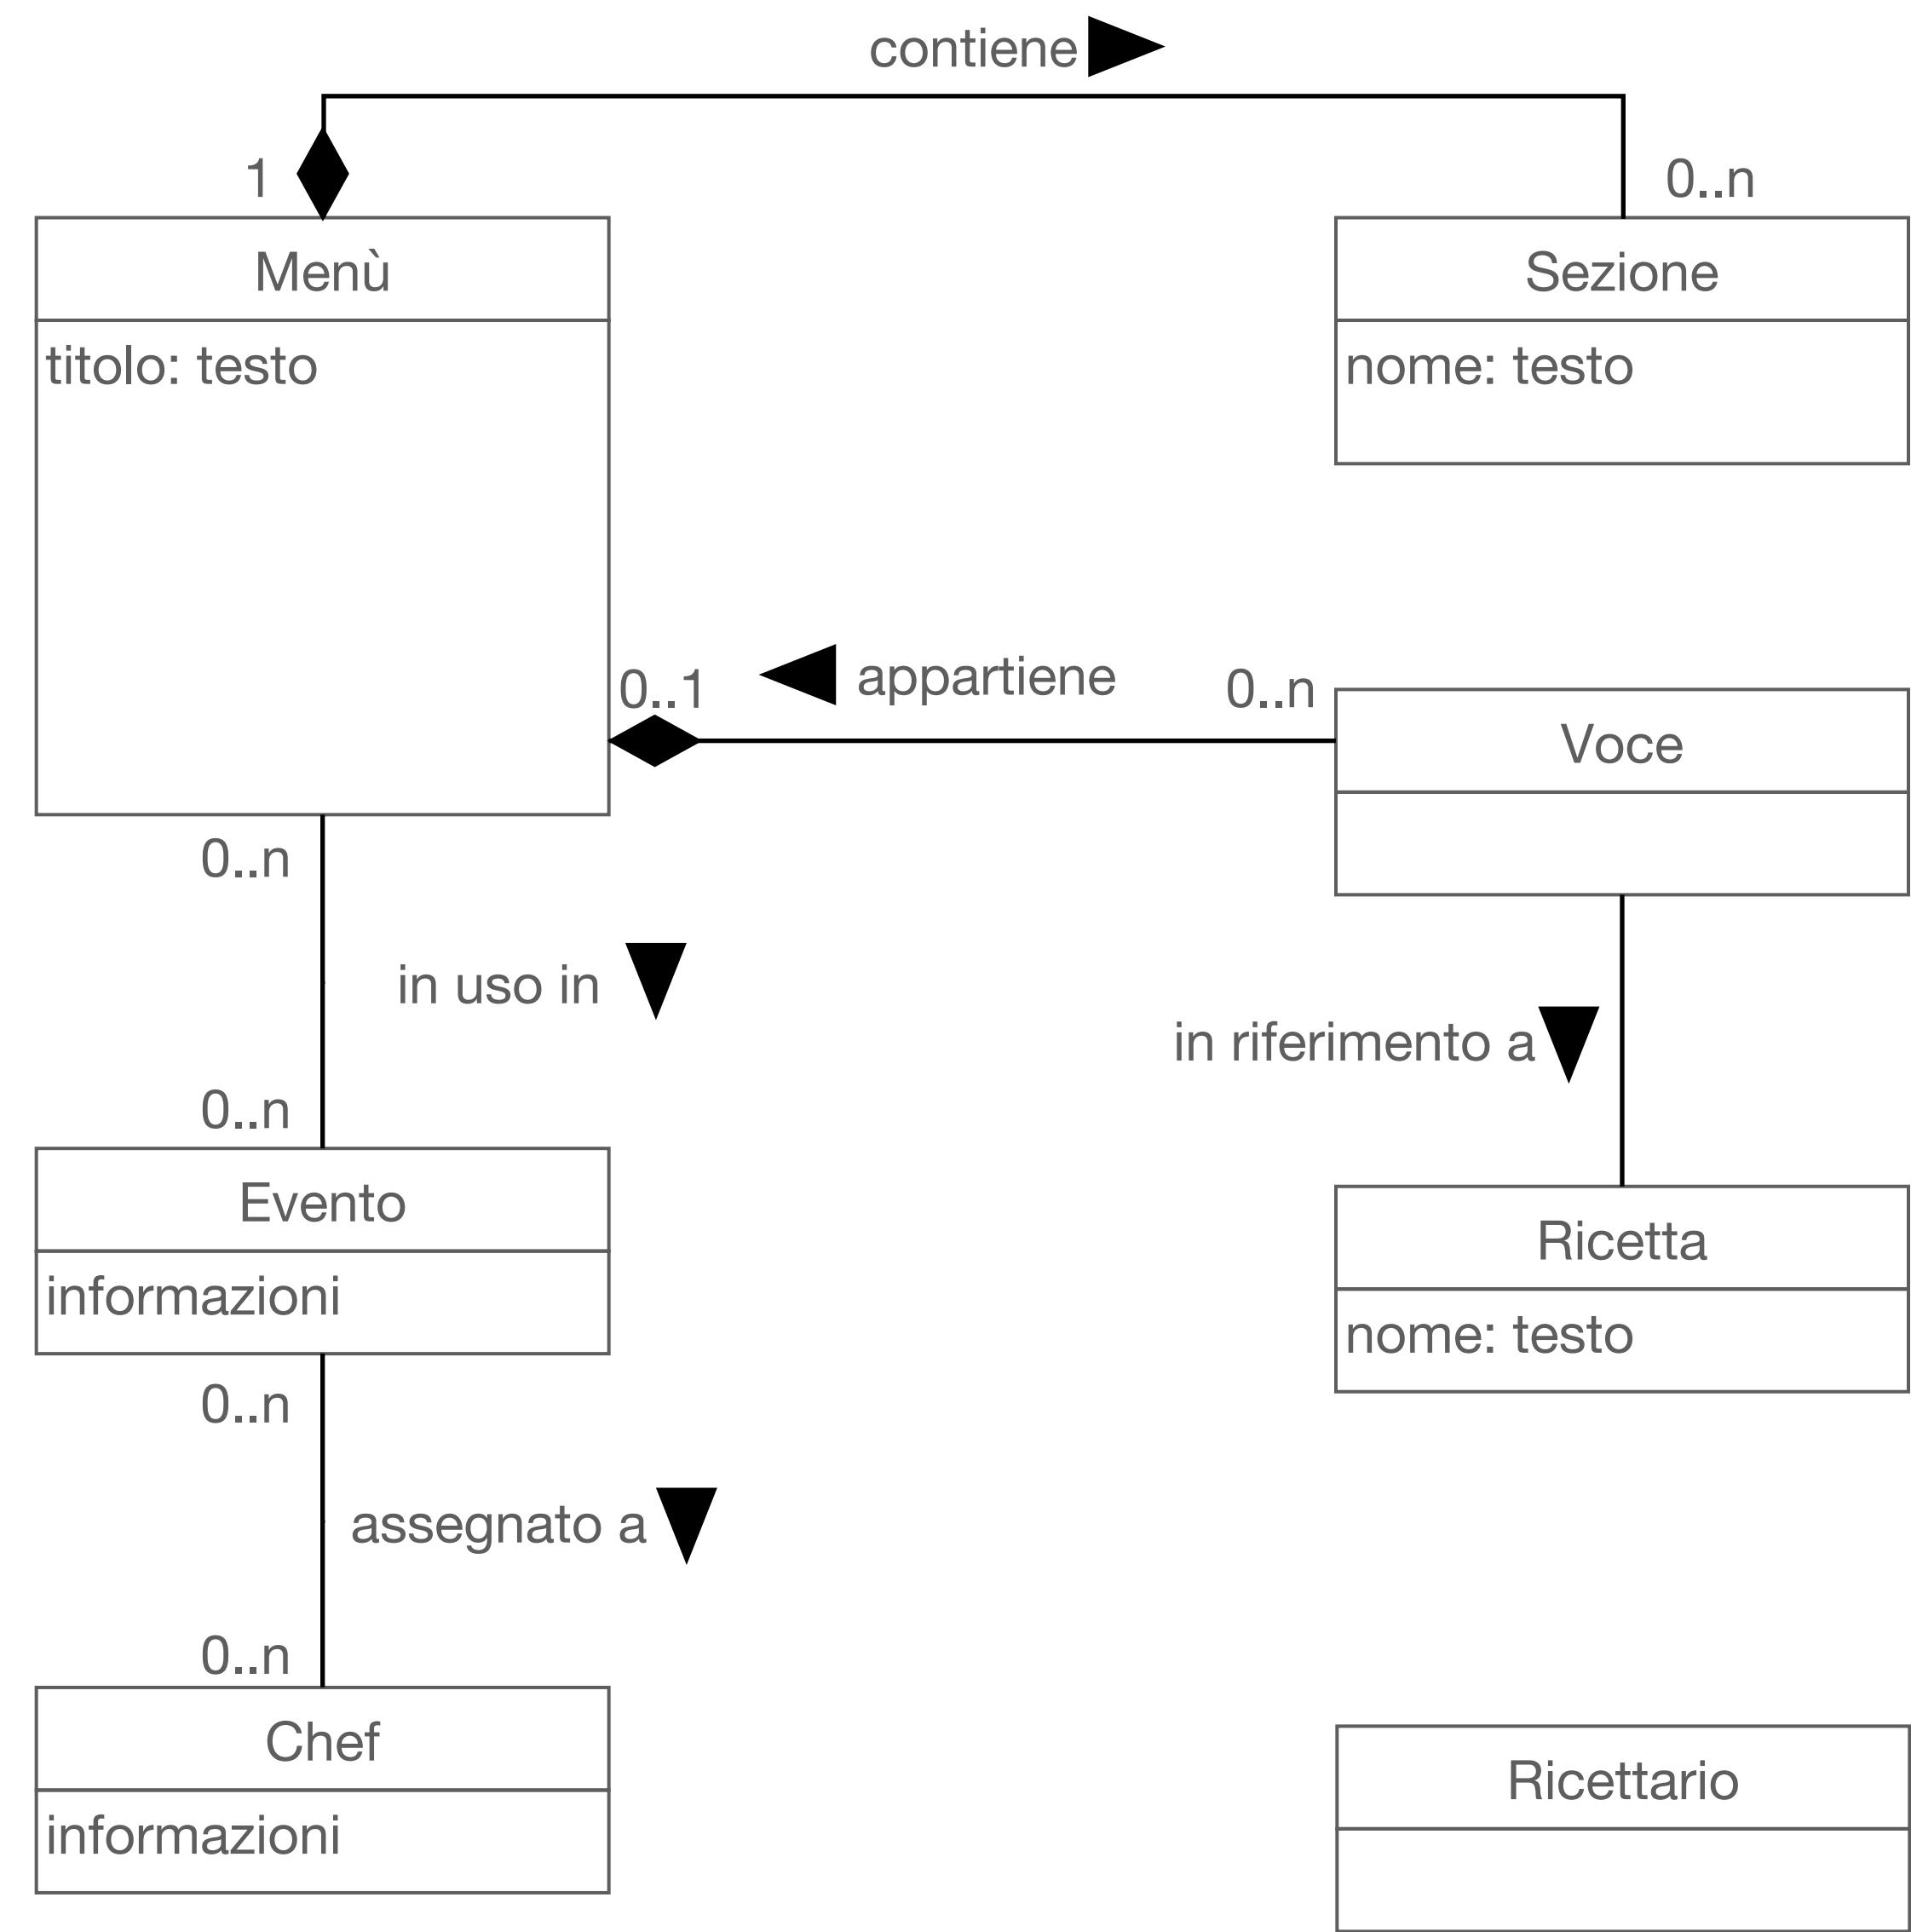 contiene
1
0..n
Menù
Sezione
titolo: testo
nome: testo
0..1
appartiene
0..n
Voce
0..n
in uso in
in riferimento a
0..n
Evento
Ricetta
informazioni
nome: testo
0..n
assegnato a
0..n
Chef
Ricettario
informazioni